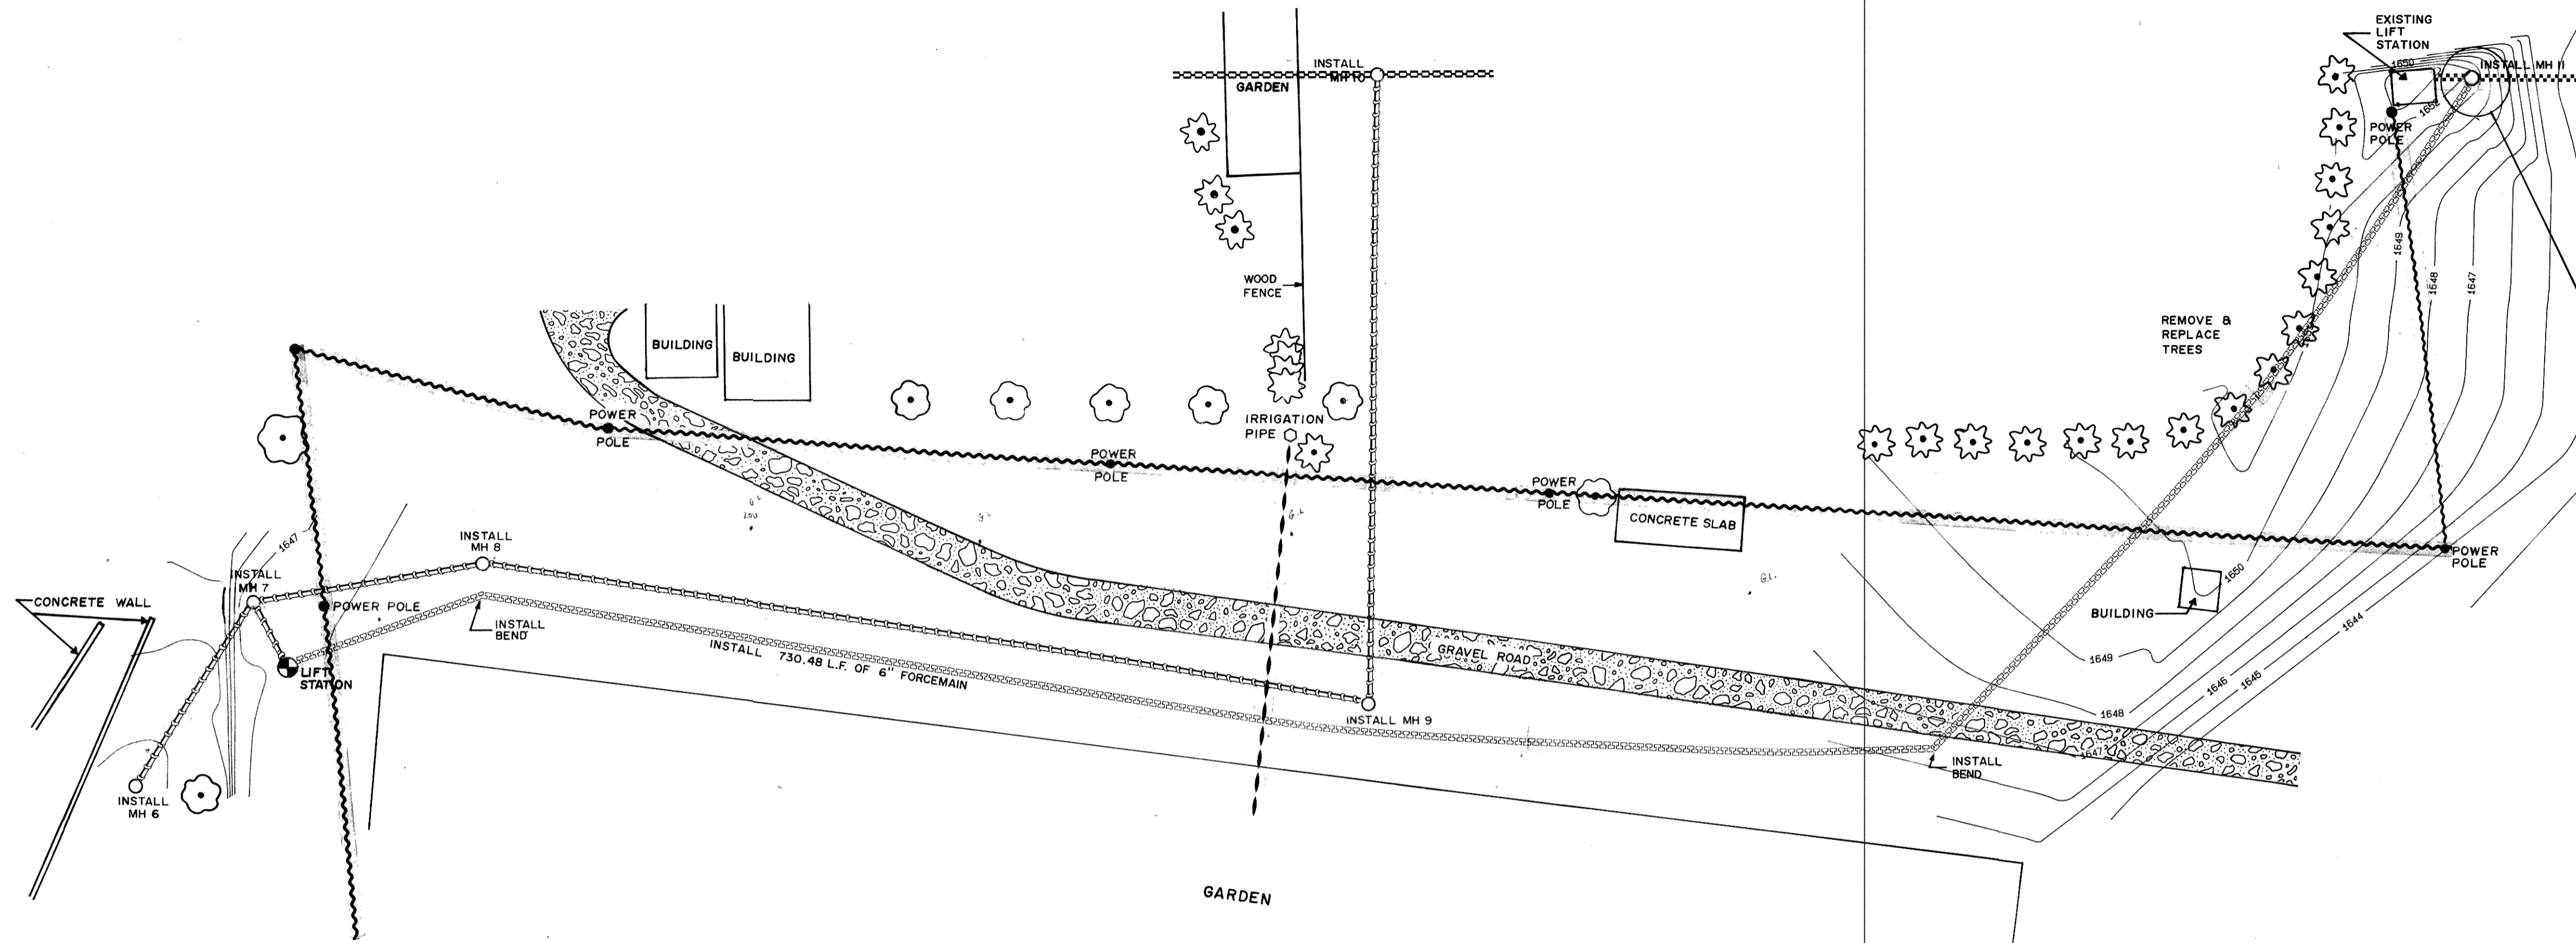 EXISTING
LIFT
STATION
INSTALL
MH 10
GARDEN
1650
INSTALL MH 11
1652
POWER
POLE
WOOD
FENCE
1649
1648
1647
REMOVE &
REPLACE
TREES
BUILDING
BUILDING
POWER
POLE
IRRIGATION
PIPE
POWER
POLE
POWER
POLE
CONCRETE SLAB
G.L.
200
G.L.
G.L.
G.L.
POWER
POLE
1647
INSTALL
MH 8
INSTALL
MH 7
CONCRETE WALL
POWER POLE
INSTALL
BEND
LIFT
STATION
INSTALL 730.48 L.F. OF 6" FORCEMAIN
GRAVEL ROAD
INSTALL MH 9
1650
BUILDING
1644
1649
1646
1645
1648
1647
INSTALL
BEND
INSTALL
MH 6
GARDEN